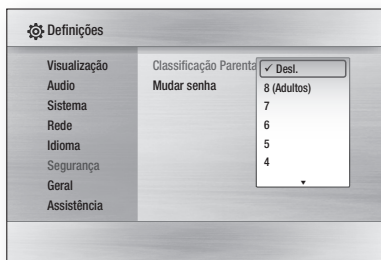 Definições
Visualização
Audio
Sistema
Rede
Idioma
Segurança
Geral
Assistência
Classificação Parenta
Mudar senha
✓ Desl.
8 (Adultos)
7
6
5
4